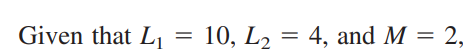 Given that L₁ = 10, L₂ = 4, and M = 2,